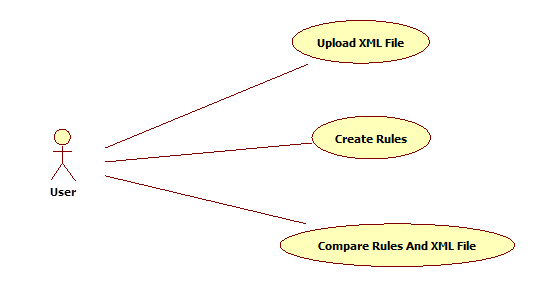 Upload XML File
Create Rules
User
Compare Rules And XML File